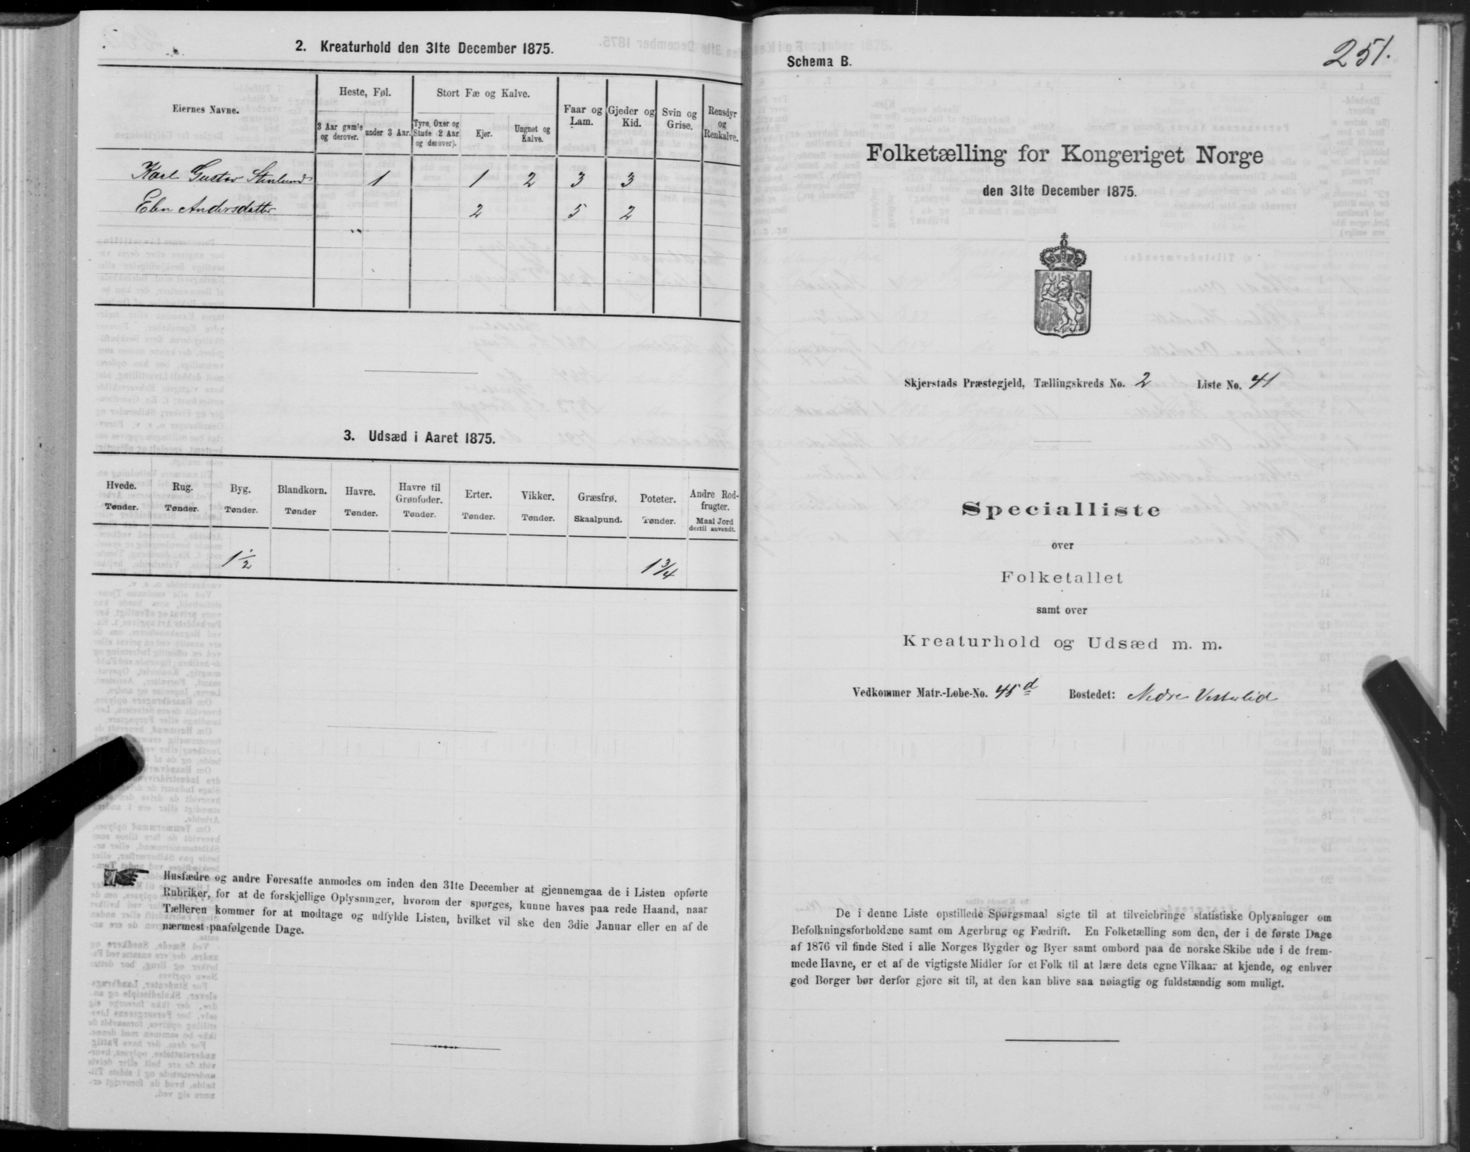 2. Kreaturhold den 31te December 1875.
Eiernes Navne.
Heste, Føl.
Stort Fæ og Kalve.
Faar og Lam.
Gjeder og Kid.
Svin og Grise.
Rensdyr og Renkalve.
3 Aar gamle og derover.
under 3 Aar.
Tyre, Oxer og Stude (2 Aar og derover).
Kjør.
Ungnet og Kalve.
Karl Gustav Stenlund 1 1 2 3 3
Elen Andersdatter 2 5 2
3. Udsæd i Aaret 1875.
Hvede. Rug. Byg. Blandkorn. Havre. Havre til Grønfoder. Erter. Vikker. Græsfrø. Poteter. Andre Rodfrugter.
Tønder. Tønder. Tønder. Tønder Tønder. Tønder. Tønder. Tønder. Skaalpund. Tønder. Maal Jord dertil anvendt.
1 1/2 1 3/4
Husfædre og andre Foresatte anmodes om inden den 31te December at gjennemgaa de i Listen opførte
Rubriker, for at de forskjellige Oplysninger, hvorom der spørges, kunne haves paa rede Haand, naar
Tælleren kommer for at modtage og udfylde Listen, hvilket vil ske den 3die Januar eller en af de
nærmest paafølgende Dage.
Schema B.
251.
Folketælling for Kongeriget Norge
den 31te December 1875.
Skjerstads Præstegjeld, Tællingskreds No. 2 Liste No. 41
Specialliste
over
Folketallet
samt over
Kreaturhold og Udsæd m. m.
Vedkommer Matr.-Løbe-No. 45 d Bostedet: Nedre Vesterlid
De i denne Liste opstillede Spørgsmaal sigte til at tilveiebringe statistiske Oplysninger om
Befolkningsforholdene samt om Agerbrug og Fædrift. En Folketælling som den, der i de første Dage
af 1876 vil finde Sted i alle Norges Bygder og Byer samt ombord paa de norske Skibe ude i de frem-
mede Havne, er et af de vigtigste Midler for et Folk til at lære dets egne Vilkaar at kjende, og enhver
god Borger bør derfor gjøre sit til, at den kan blive saa nøiagtig og fuldstændig som muligt.